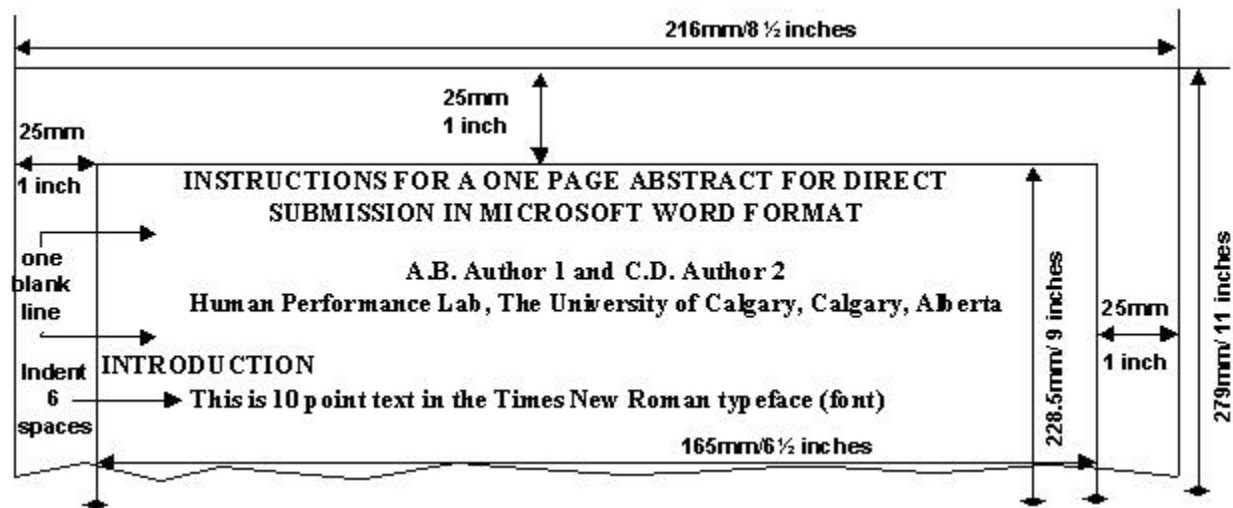 216mm/8 ½ inches
25mm
1 inch
25mm
1 inch
INSTRUCTIONS FOR A ONE PAGE ABSTRACT FOR DIRECT
SUBMISSION IN MICROSOFT WORD FORMAT
one
blank
line
A.B. Author 1 and C.D. Author 2
Human Performance Lab, The University of Calgary, Calgary, Alberta
INTRODUCTION
Indent
6
spaces
This is 10 point text in the Times New Roman typeface (font)
165mm/6½ inches
228.5mm/ 9 inches
25mm
1 inch
279mm/ 11 inches